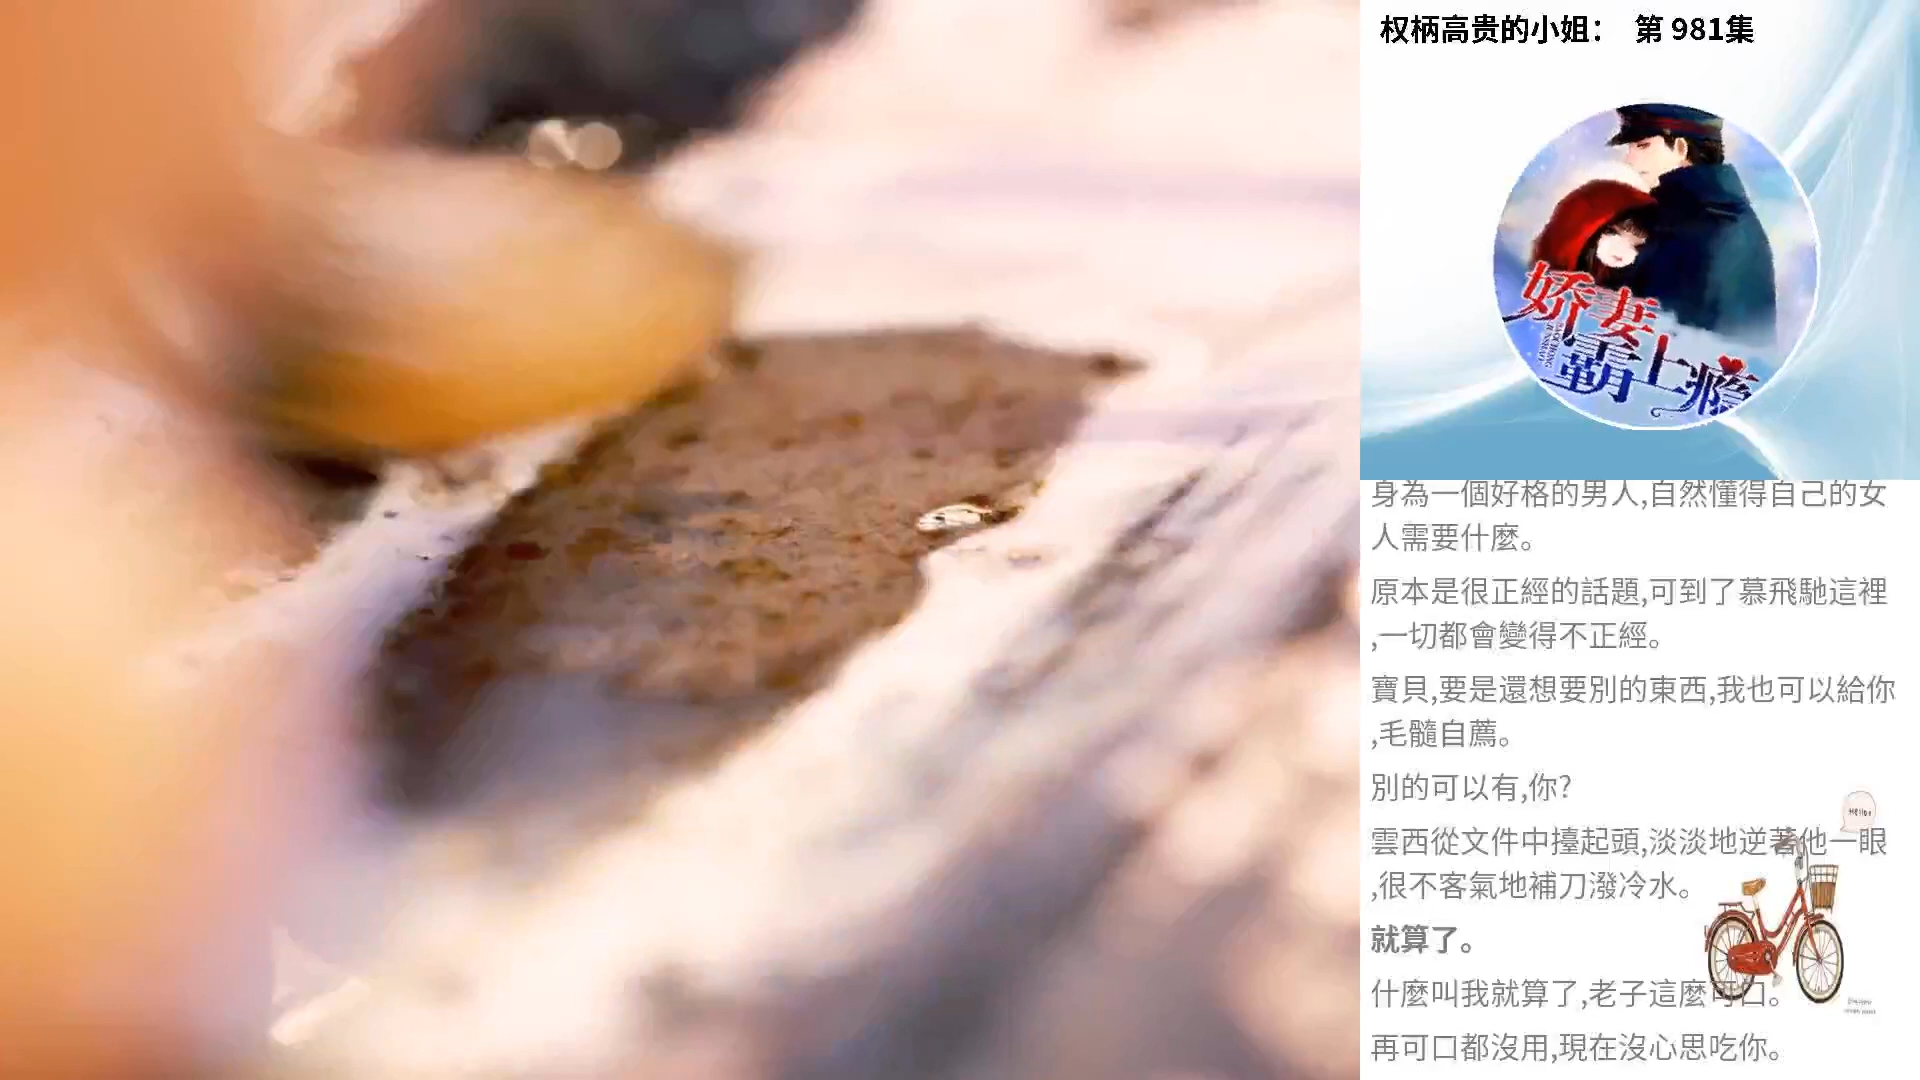 权柄高贵的小姐： 第 981集
娇妻
霸上瘾
身為一個好格的男人,自然懂得自己的女
人需要什麼。
原本是很正經的話題,可到了慕飛馳這裡
,一切都會變得不正經。
寶貝,要是還想要別的東西,我也可以給你
,毛髓自薦。
別的可以有,你?
雲西從文件中擡起頭,淡淡地逆著他一眼
,很不客氣地補刀潑冷水。
Hello!
就算了。
什麼叫我就算了,老子這麼可口。
再可口都沒用,現在沒心思吃你。